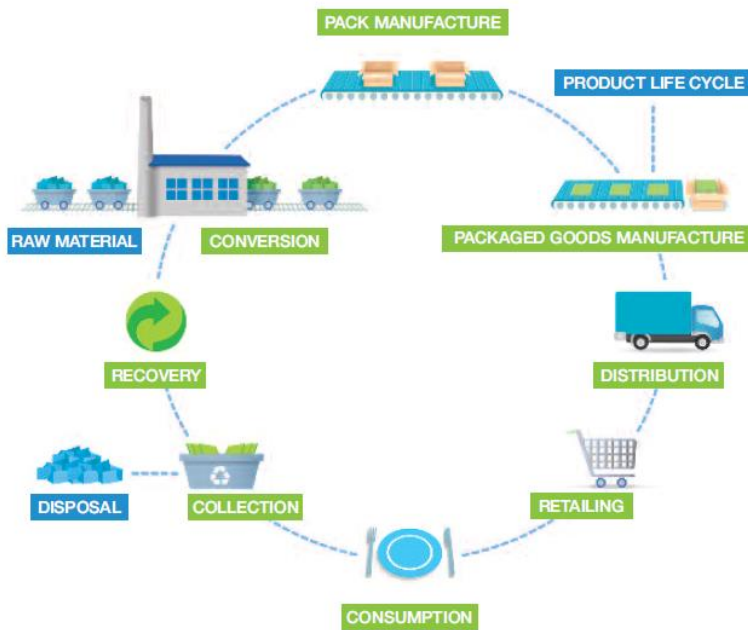 PACK MANUFACTURE
PRODUCT LIFE CYCLE
RAW MATERIAL
CONVERSION
PACKAGED GOODS MANUFACTURE
RECOVERY
DISTRIBUTION
DISPOSAL
COLLECTION
RETAILING
CONSUMPTION